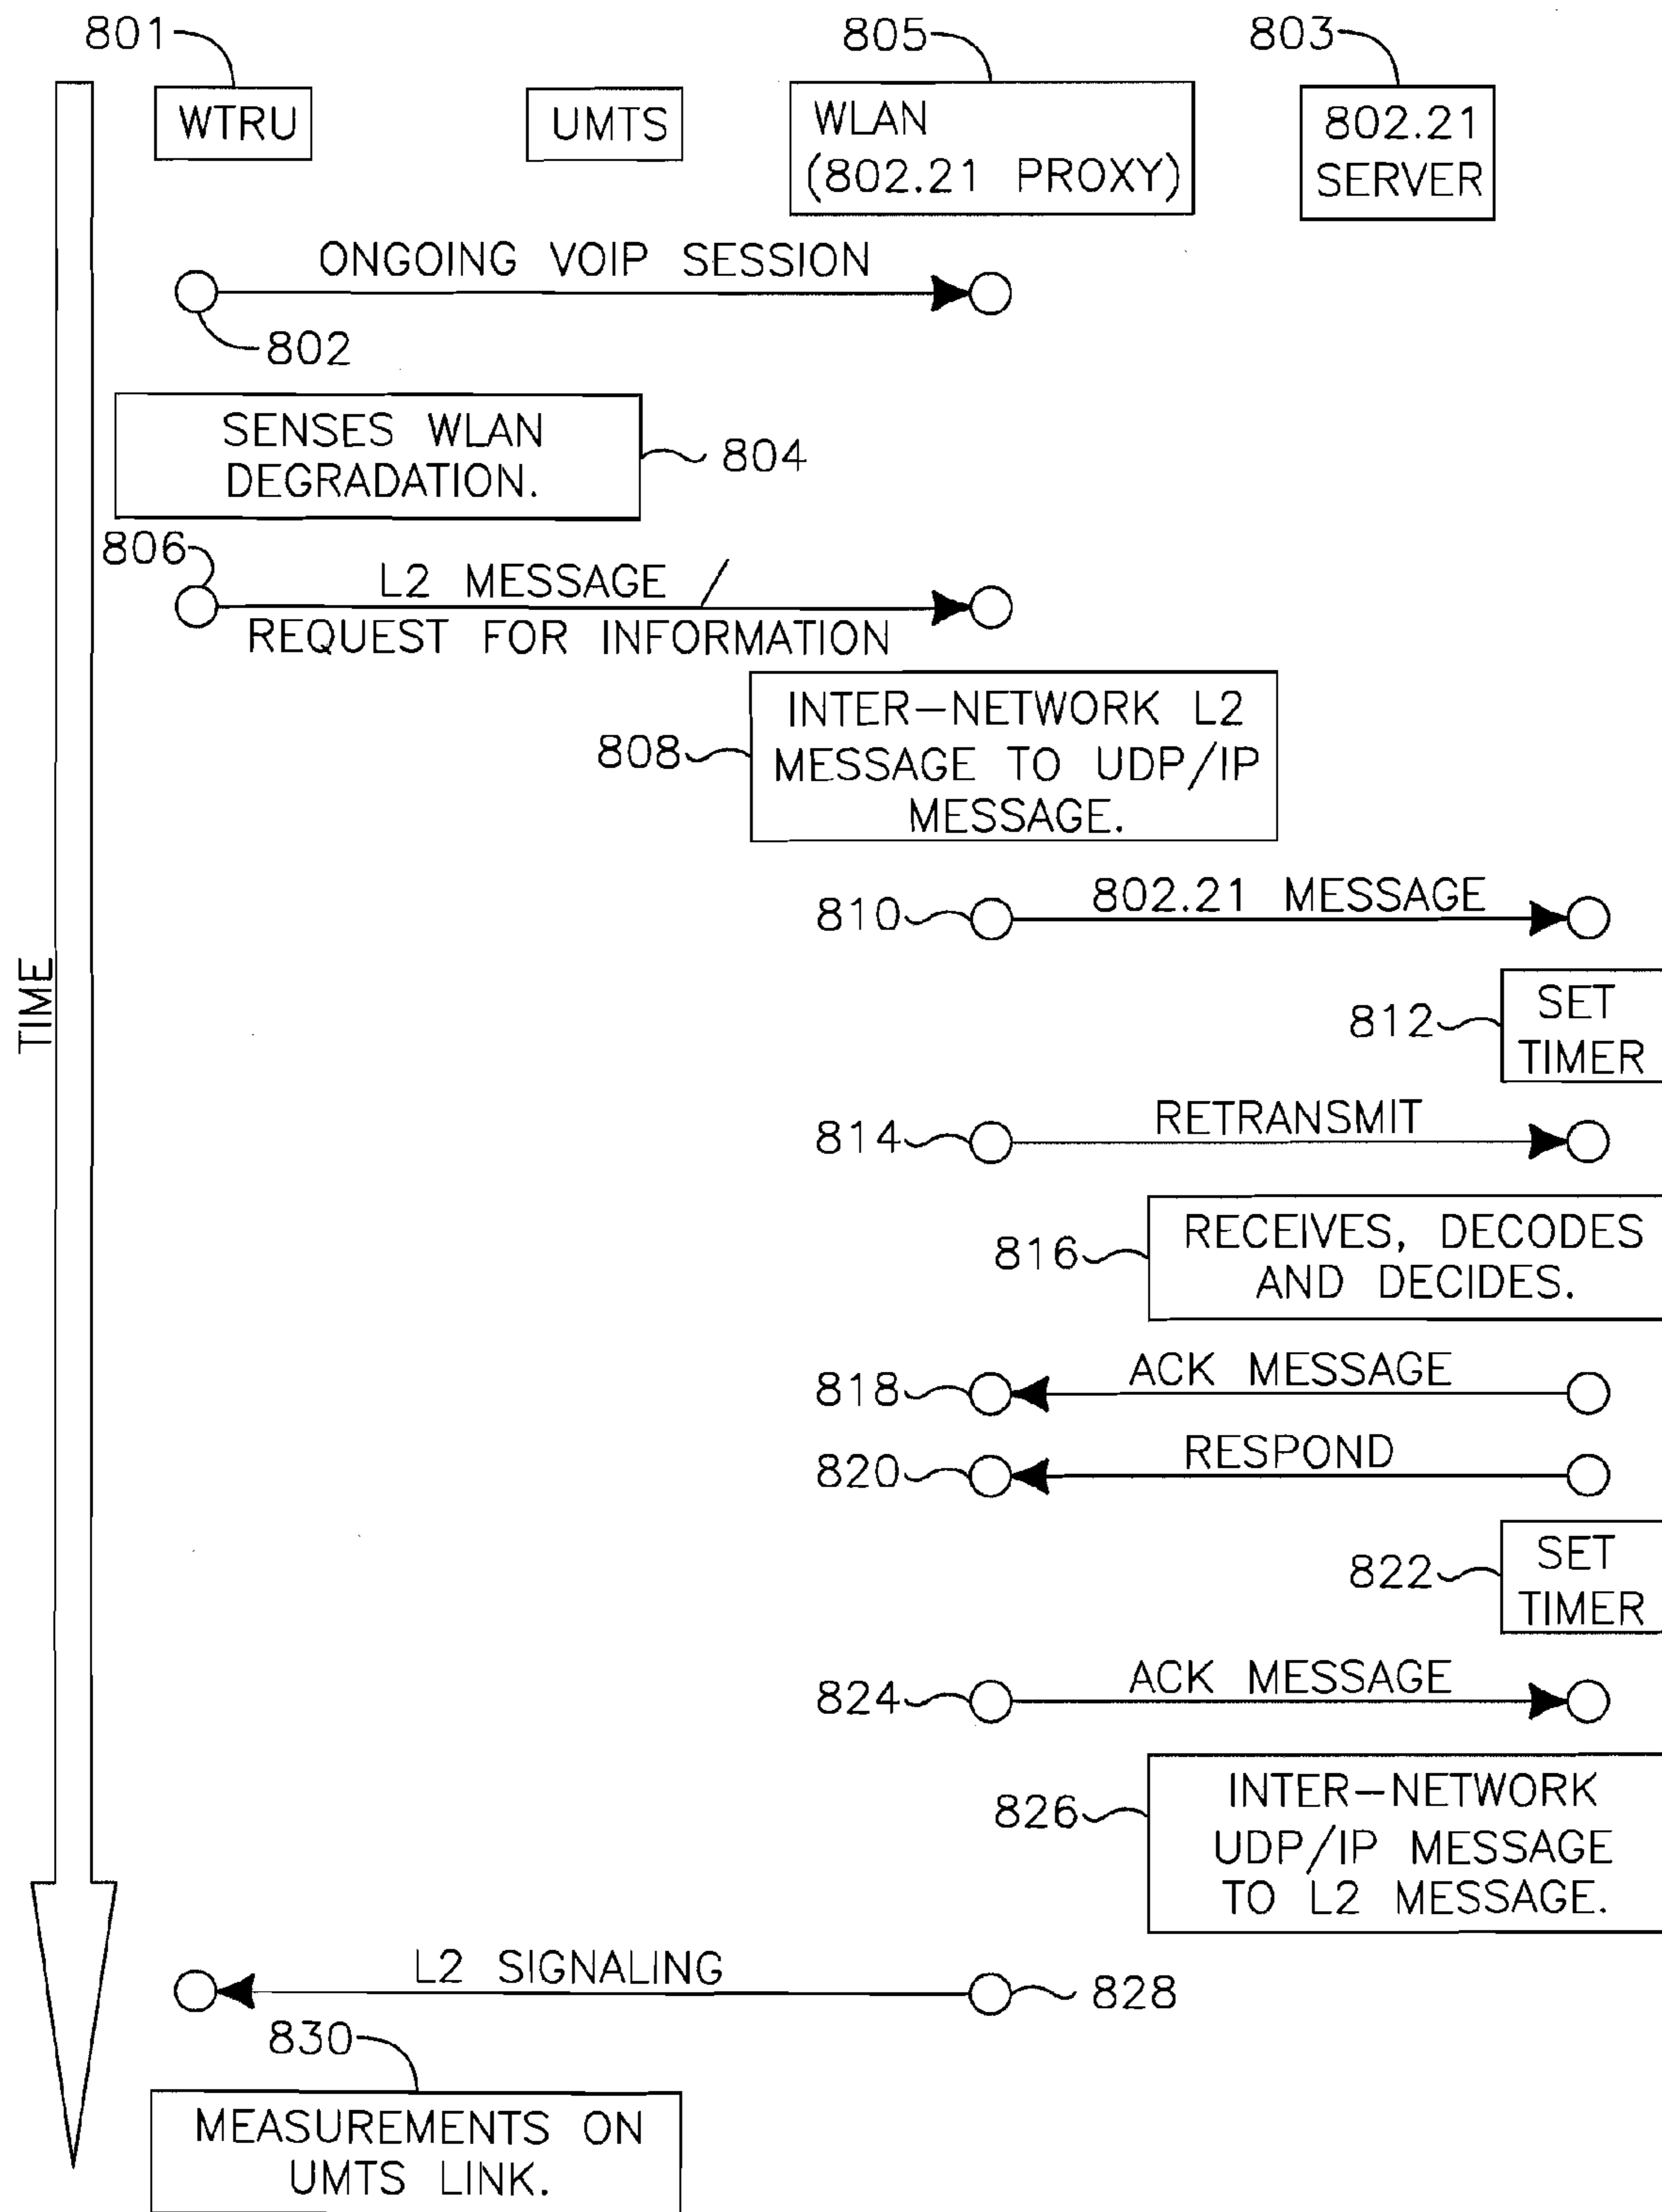 801
805
803
WTRU
UMTS
WLAN
(802.21 PROXY)
802.21
SERVER
ONGOING VOIP SESSION
802
SENSES WLAN
DEGRADATION.
804
806
L2 MESSAGE /
REQUEST FOR INFORMATION
808
INTER-NETWORK L2
MESSAGE TO UDP/IP
MESSAGE.
810
802.21 MESSAGE
TIME
812
SET
TIMER
814
RETRANSMIT
816
RECEIVES, DECODES
AND DECIDES.
818
ACK MESSAGE
820
RESPOND
822
SET
TIMER
824
ACK MESSAGE
826
INTER-NETWORK
UDP/IP MESSAGE
TO L2 MESSAGE.
L2 SIGNALING
828
830
MEASUREMENTS ON
UMTS LINK.